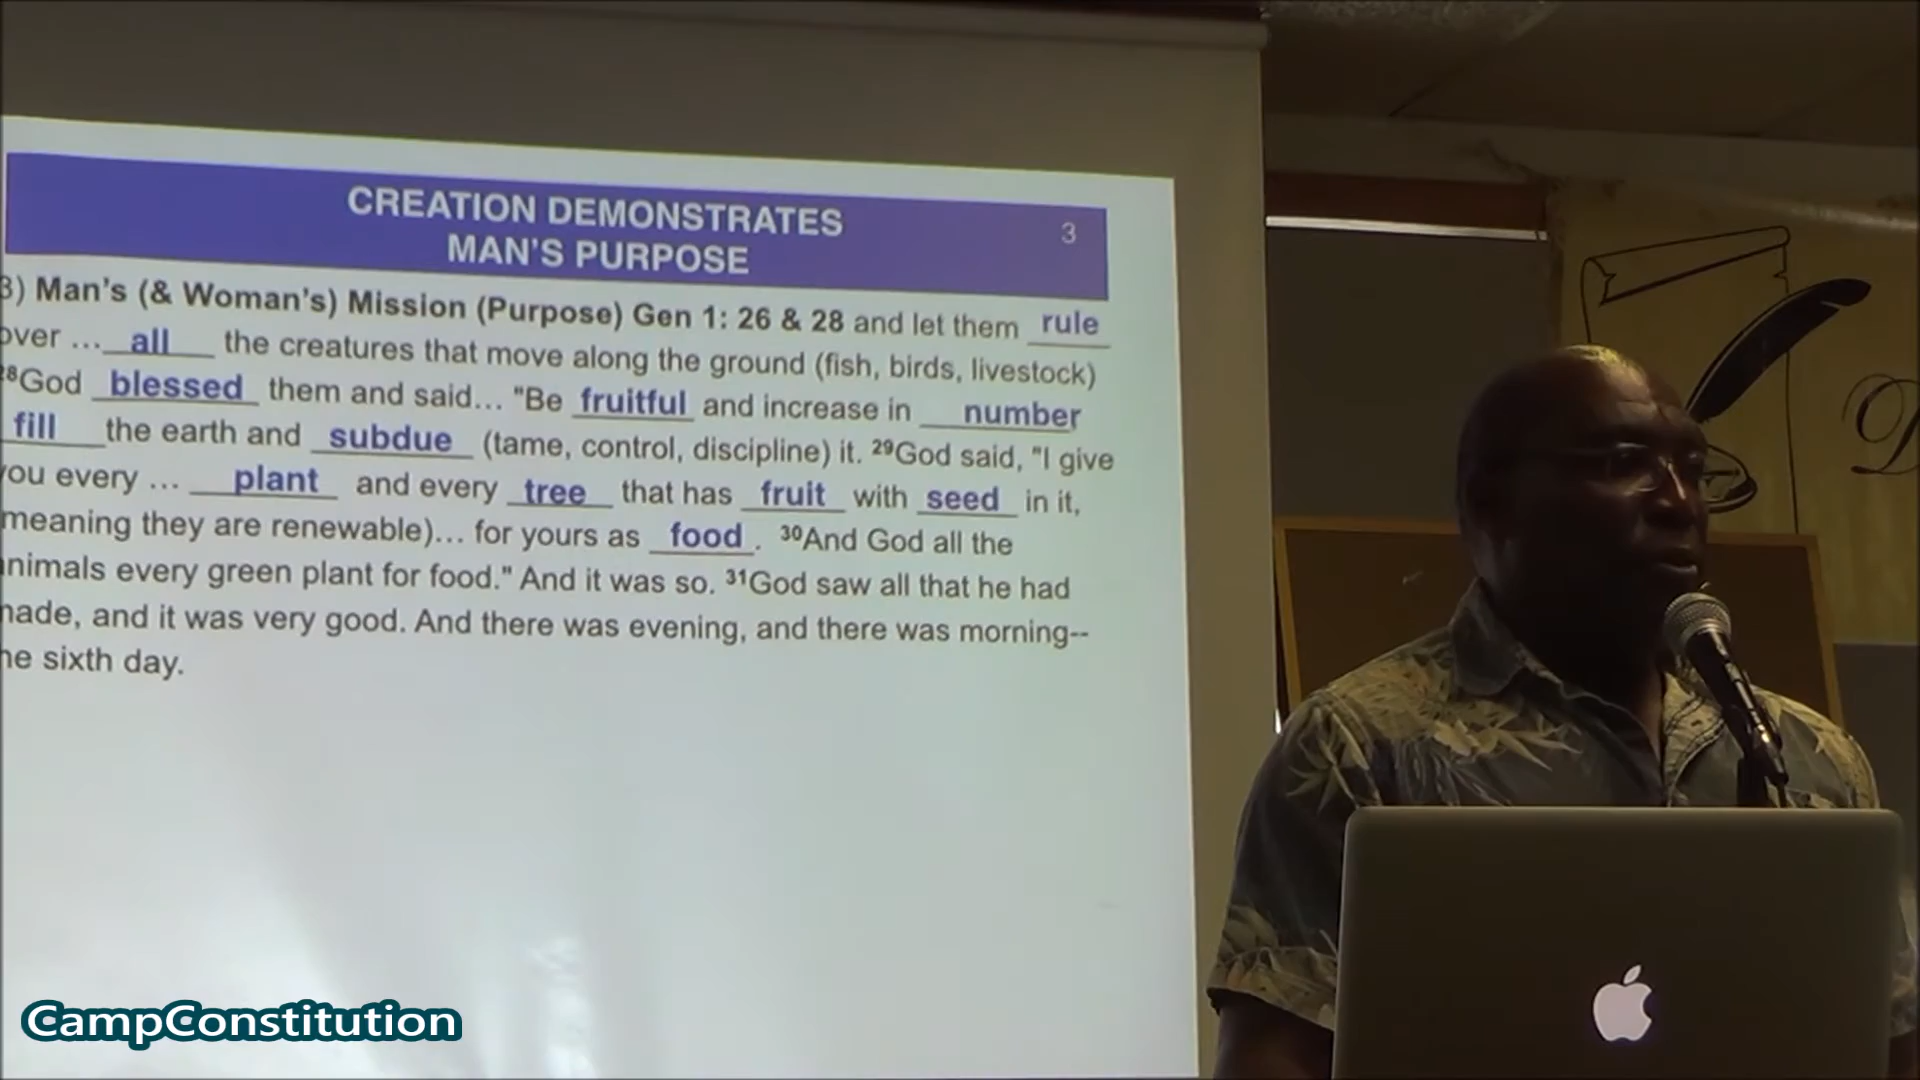 CREATION DEMONSTRATES
MAN'S PURPOSE
3
3) Man's (& Woman's) Mission (Purpose) Gen 1: 26 & 28 and let them rule
over ... all the creatures that move along the ground (fish, birds, livestock)
28God blessed them and said... "Be fruitful and increase in number
fill the earth and subdue (tame, control, discipline) it. 29God said, "I give
you every ... plant and every tree that has fruit with seed in it,
meaning they are renewable)... for yours as food. 30And God all the
animals every green plant for food." And it was so. 31God saw all that he had
made, and it was very good. And there was evening, and there was morning--
he sixth day.
D
CampConstitution